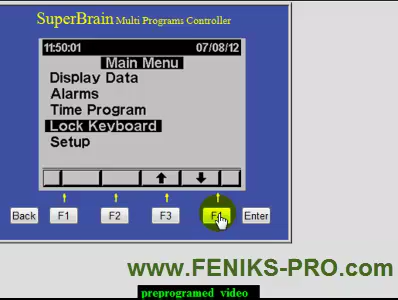 SuperBrain Multi Programs Controller
11:50:01 07/08/12
Main Menu
Display Data
Alarms
Time Program
Lock Keyboard
Setup
Back F1 F2 F3 F4 Enter
www.FENIKS-PRO.com
preprogramed video